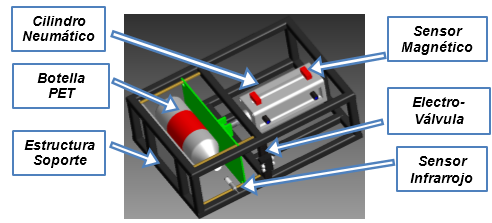 Cilindro
Neumático
Botella
PET
Estructura
Soporte
Sensor
Magnético
Electro-
Válvula
Sensor
Infrarrojo